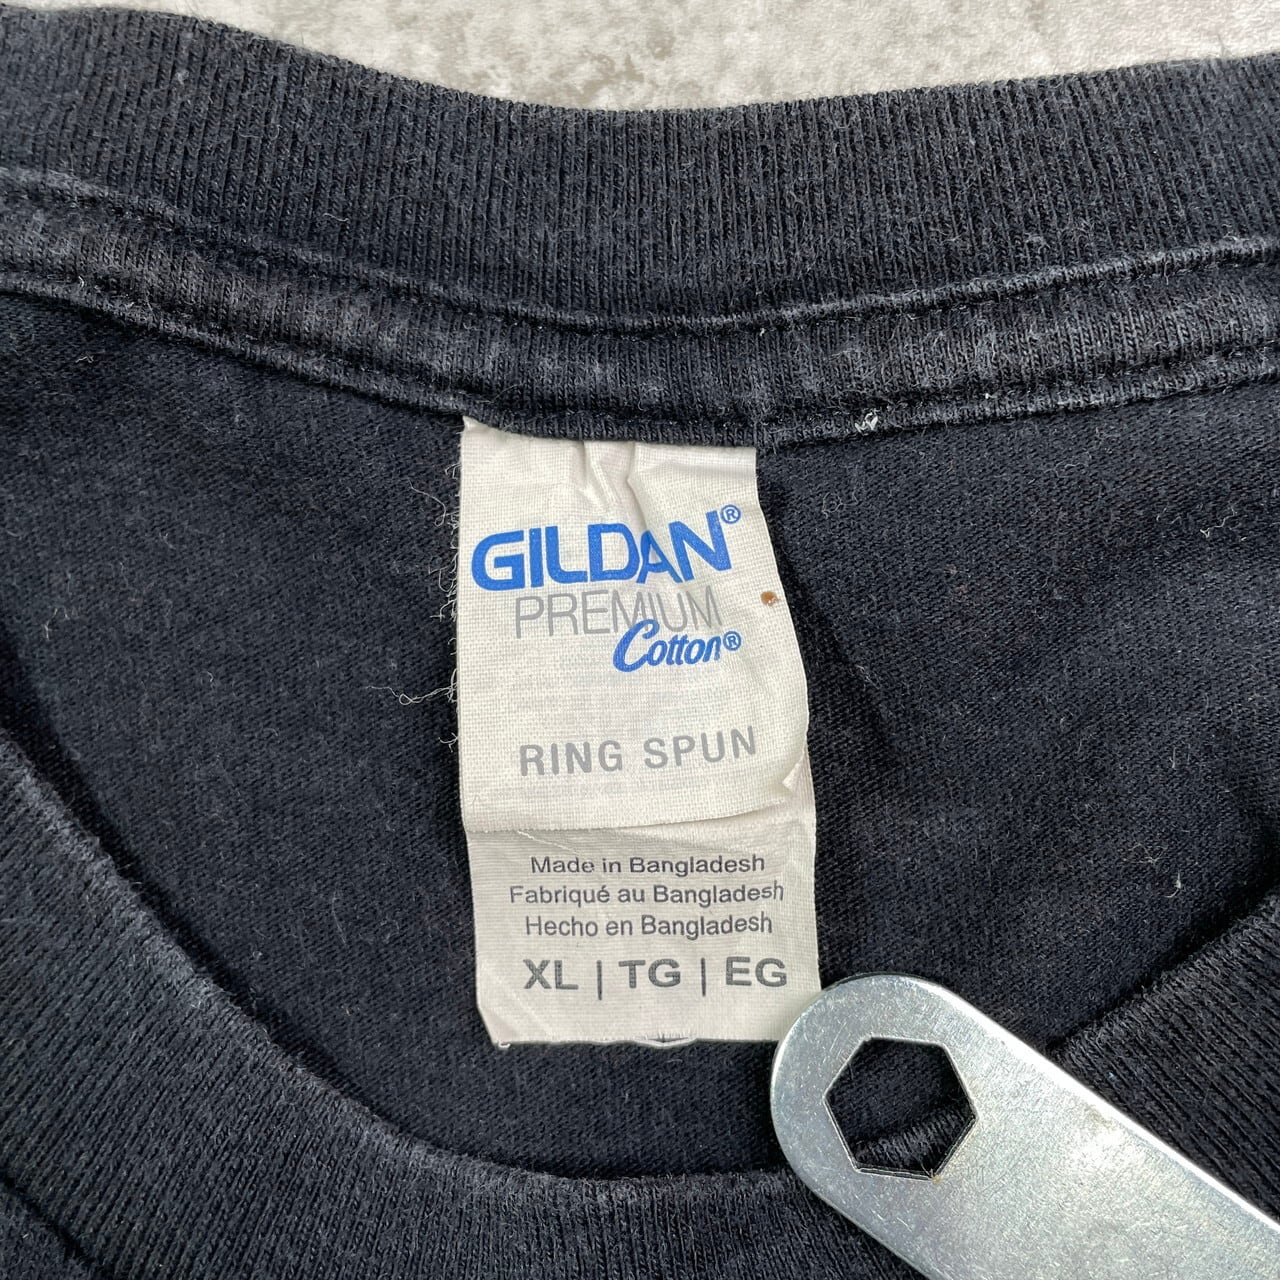 GILDAN®
PREMIUM
Cotton®
RING SPUN
Made in Bangladesh
Fabriqué au Bangladesh
Hecho en Bangladesh
XL | TG | EG